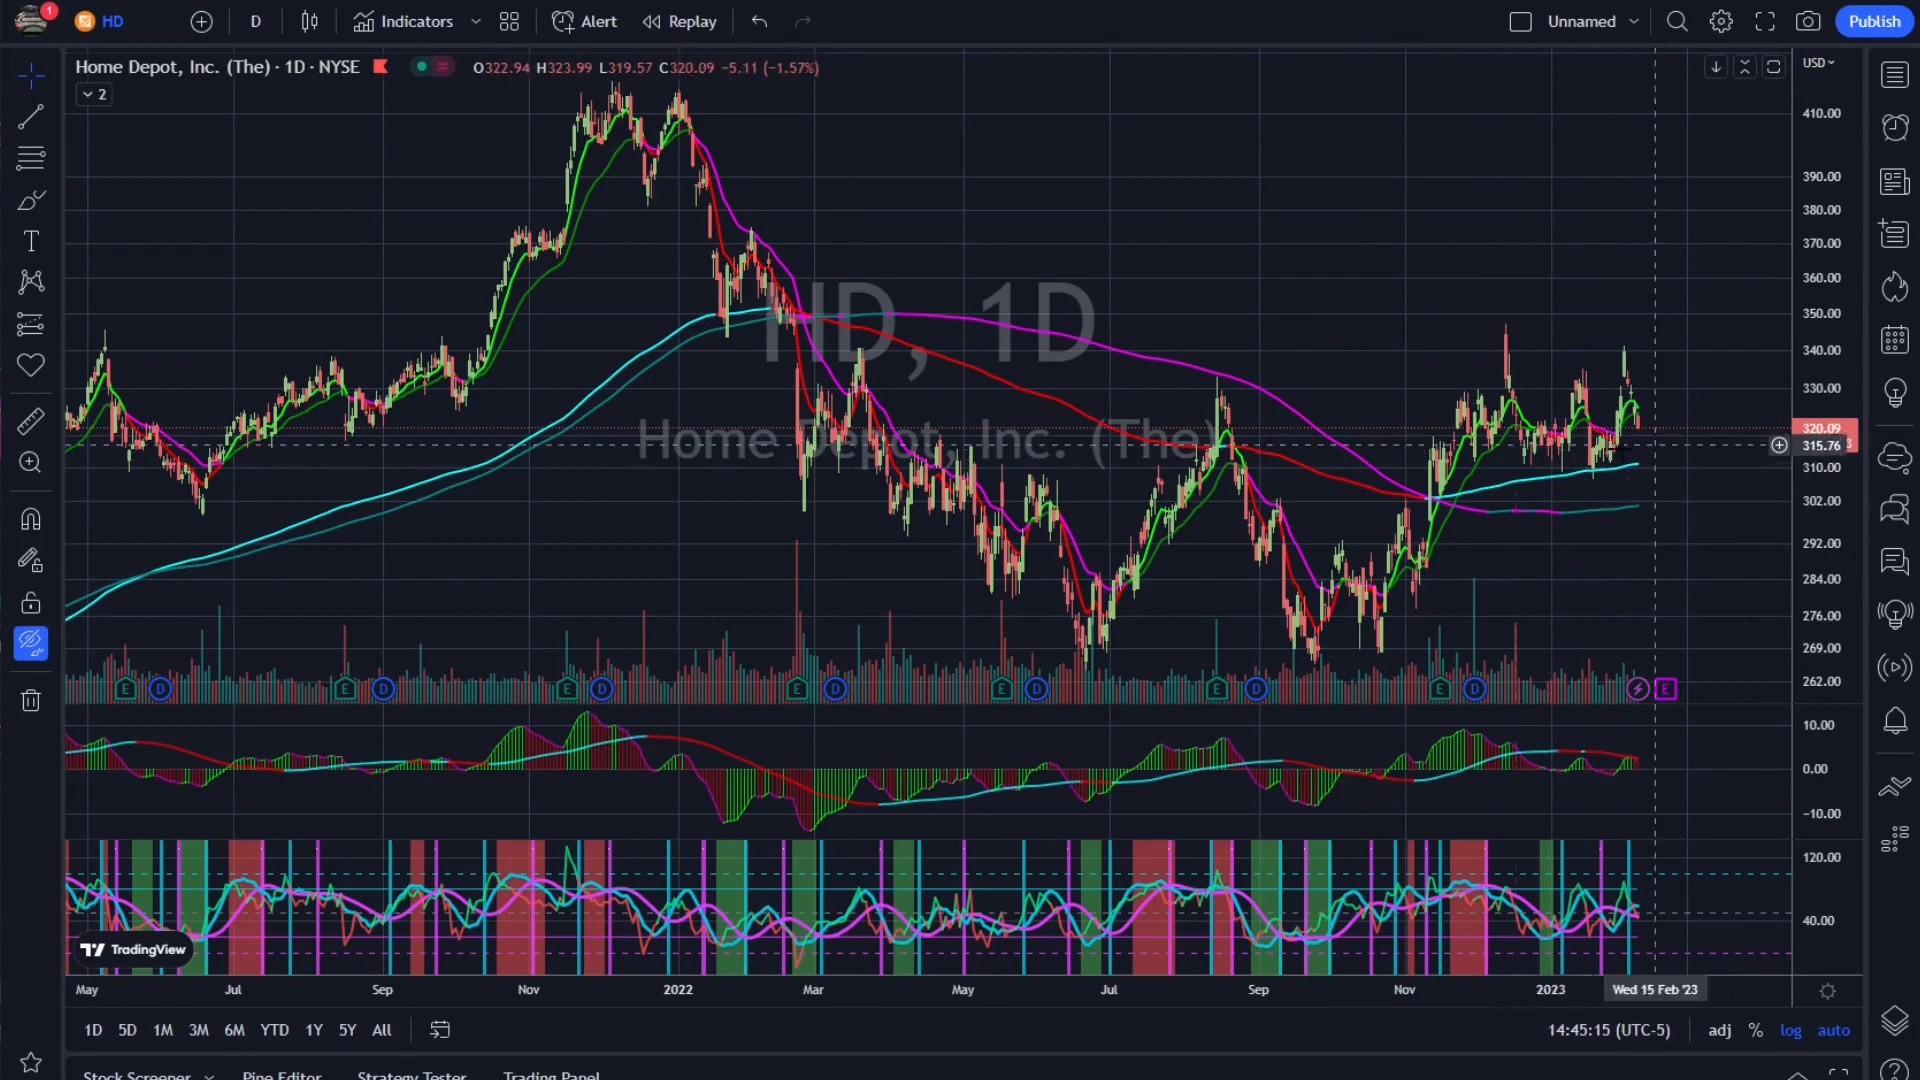 1
HD
D
Indicators
Alert
Replay
Unnamed
Publish
Home Depot, Inc. (The) · 1D · NYSE
O322.94 H323.99 L319.57 C320.09 −5.11 (−1.57%)
2
USD
HD, 1D
Home Depot, Inc. (The)
410.00
390.00
380.00
370.00
360.00
350.00
340.00
330.00
320.09
315.76
310.00
302.00
292.00
284.00
276.00
269.00
262.00
E D E D E D E D E D E D E D E
10.00
0.00
−10.00
120.00
40.00
TradingView
May Jul Sep Nov 2022 Mar May Jul Sep Nov 2023 Wed 15 Feb '23
1D 5D 1M 3M 6M YTD 1Y 5Y All
14:45:15 (UTC-5) adj % log auto
Stock Screener Pine Editor Strategy Tester Trading Panel